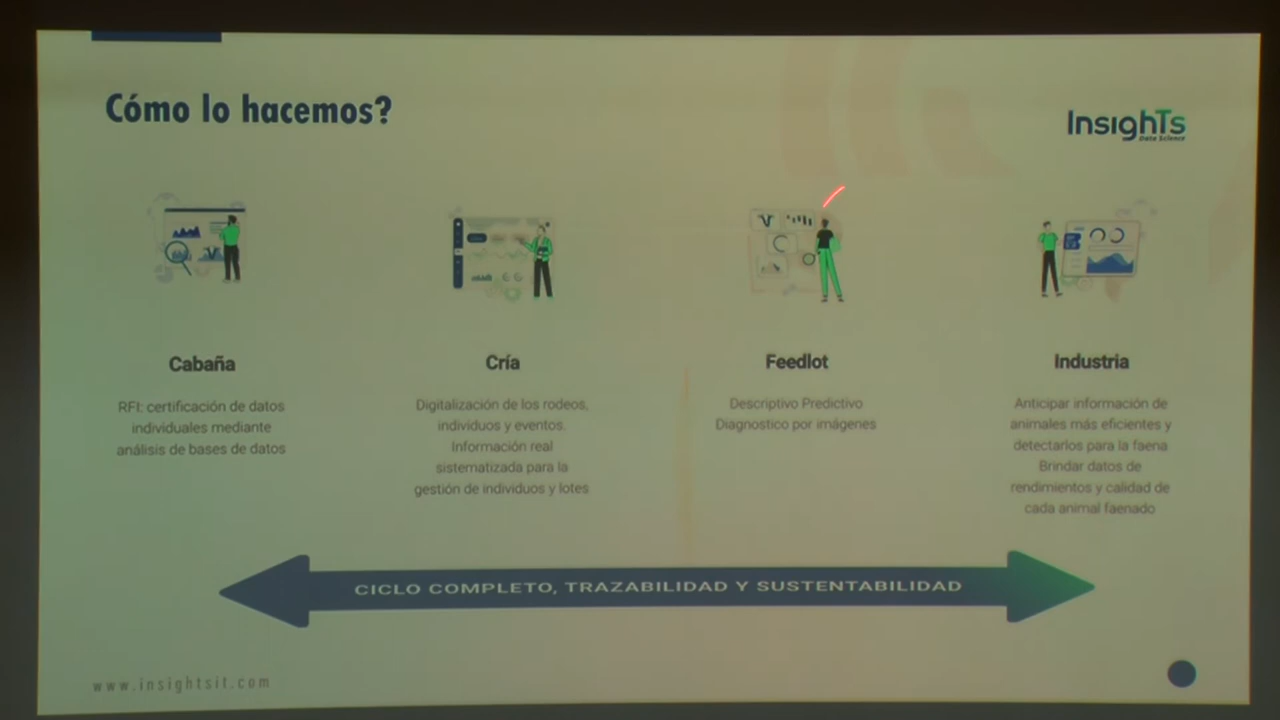 Cómo lo hacemos?
InsighTs
Data Science
Cabaña
RFI: certificación de datos
individuales mediante
análisis de bases de datos
Cría
Digitalización de los rodeos,
individuos y eventos.
Información real
sistematizada para la
gestión de individuos y lotes
Feedlot
Descriptivo Predictivo
Diagnostico por imágenes
Industria
Anticipar información de
animales más eficientes y
detectarlos para la faena
Brindar datos de
rendimientos y calidad de
cada animal faenado
CICLO COMPLETO, TRAZABILIDAD Y SUSTENTABILIDAD
www.insightsit.com